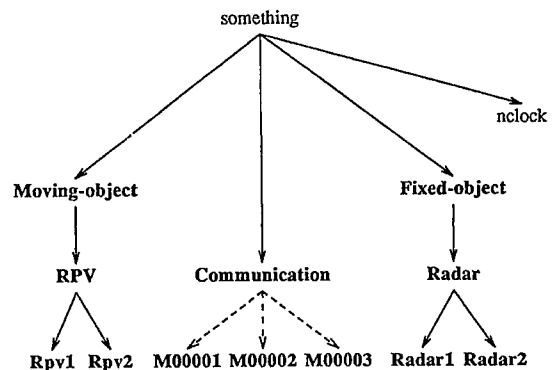 something
nclock
Moving-object
Fixed-object
RPV
Communication
Radar
Rpv1 Rpv2 M00001 M00002 M00003 Radar1 Radar2